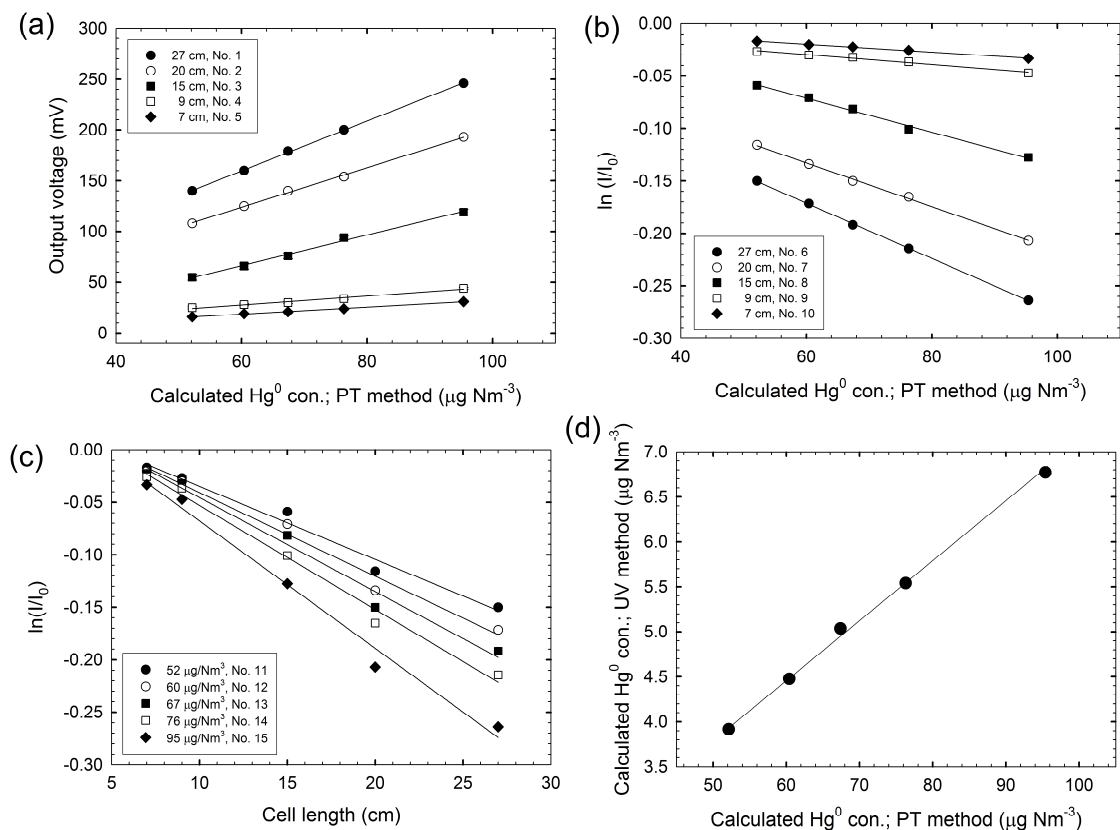 (a)
300
250
200
150
100
50
0
Output voltage (mV)
27 cm, No. 1
20 cm, No. 2
15 cm, No. 3
9 cm, No. 4
7 cm, No. 5
40 60 80 100
Calculated Hg⁰ con.; PT method (μg Nm⁻³)
(b)
0.00
-0.05
-0.10
-0.15
-0.20
-0.25
-0.30
ln (I/I₀)
27 cm, No. 6
20 cm, No. 7
15 cm, No. 8
9 cm, No. 9
7 cm, No. 10
40 60 80 100
Calculated Hg⁰ con.; PT method (μg Nm⁻³)
(c)
0.00
-0.05
-0.10
-0.15
-0.20
-0.25
-0.30
ln(I/I₀)
52 μg/Nm³, No. 11
60 μg/Nm³, No. 12
67 μg/Nm³, No. 13
76 μg/Nm³, No. 14
95 μg/Nm³, No. 15
5 10 15 20 25 30
Cell length (cm)
(d)
7.0
6.5
6.0
5.5
5.0
4.5
4.0
3.5
Calculated Hg⁰ con.; UV method (μg Nm⁻³)
50 60 70 80 90 100
Calculated Hg⁰ con.; PT method (μg Nm⁻³)